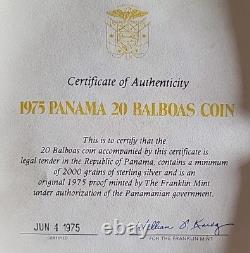 Certificate of Authenticity
1975 PANAMA 20 BALBOAS COIN
This is to certify that the
20 Balboas coin accompanied by this certificate is
legal tender in the Republic of Panama, contains a minimum
of 2000 grains of sterling silver and is an
original 1975 proof minted by The Franklin Mint
under authorization of the Panamanian government.
JUN 4 1975
CERTIFIED
FOR THE FRANKLIN MINT